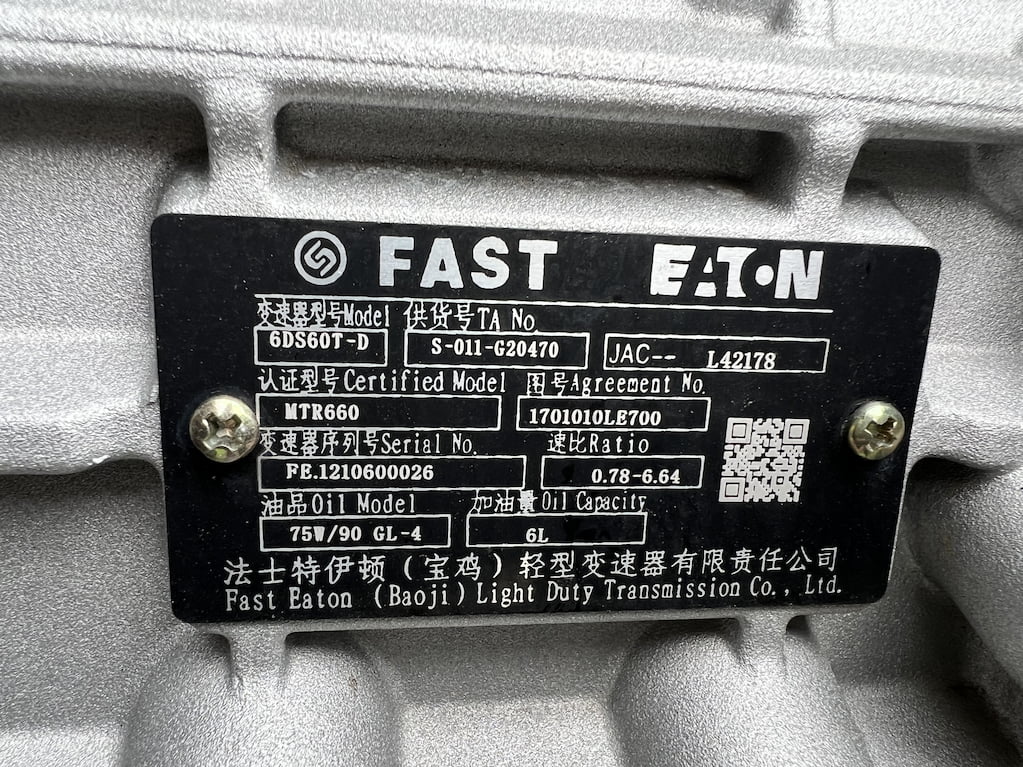 FAST EATON
变速器型号Model 供货号TA No.
6DS60T-D S-011-G20470 JAC-- L42178
认证型号Certified Model 图号Agreement No.
MTR660 1701010LE700
变速器序列号Serial No. 速比Ratio
FE.1210600026 0.78-6.64
油品Oil Model 加油量Oil Capacity
75W/90 GL-4 6L
法士特伊顿（宝鸡）轻型变速器有限责任公司
Fast Eaton (Baoji) Light Duty Transmission Co., Ltd.